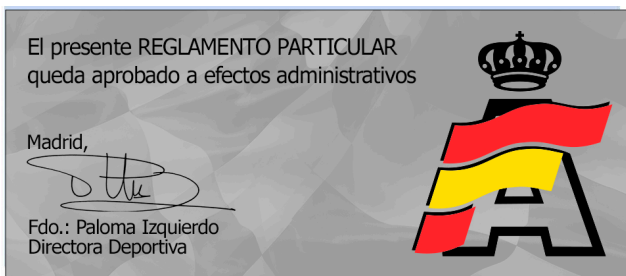 El presente REGLAMENTO PARTICULAR
queda aprobado a efectos administrativos
Madrid,
Fdo.: Paloma Izquierdo
Directora Deportiva